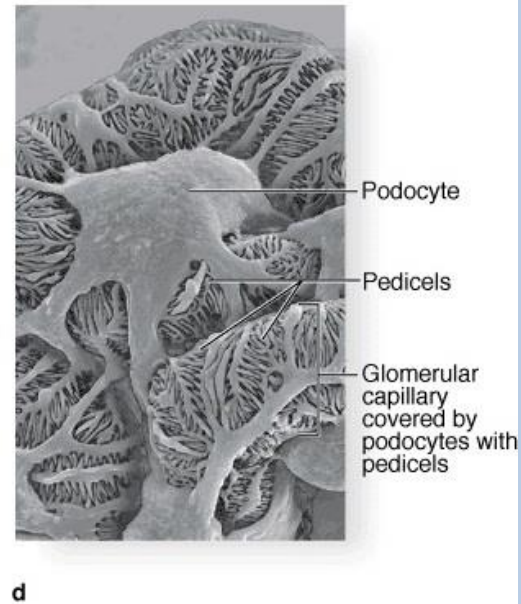 Podocyte
Pedicels
Glomerular
capillary
covered by
podocytes with
pedicels
d